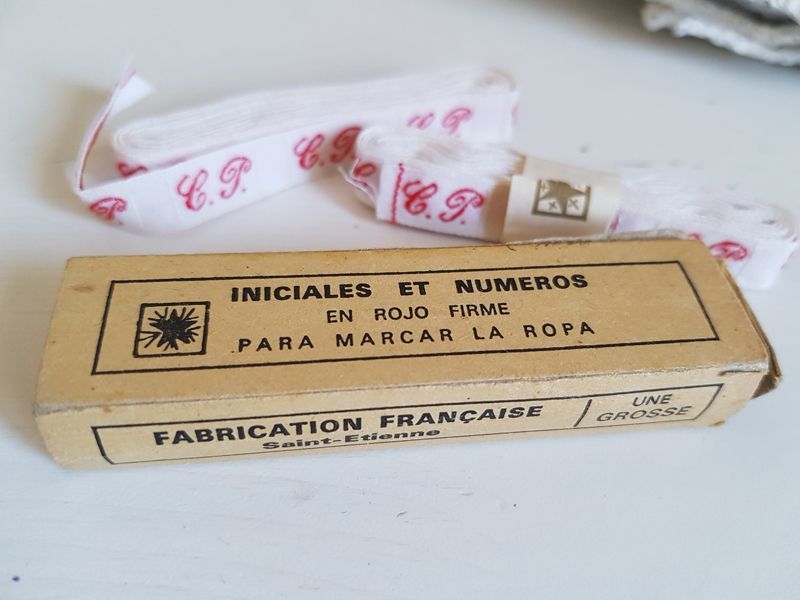 C.P.
C.P.
C.P.
C.P.
P.
INICIALES ET NUMEROS
EN ROJO FIRME
PARA MARCAR LA ROPA
FABRICATION FRANÇAISE
Saint-Etienne
UNE
GROSSE